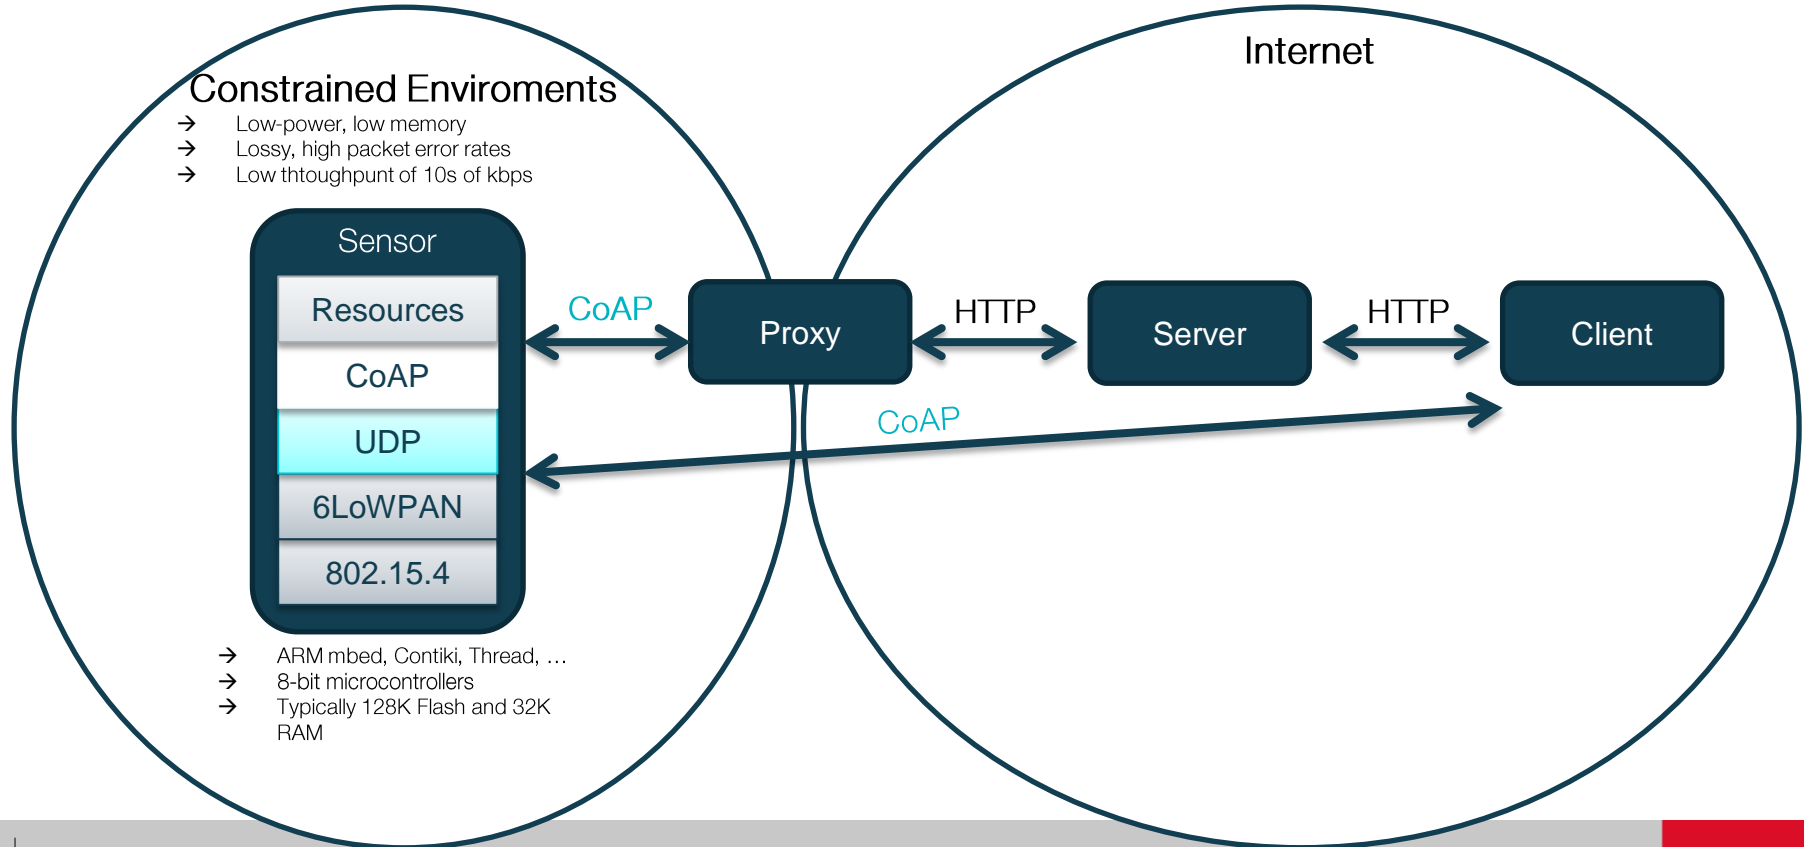 Internet
Constrained Enviroments
→ Low-power, low memory
→ Lossy, high packet error rates
→ Low thtoughpunt of 10s of kbps
Sensor
Resources
CoAP
UDP
6LoWPAN
802.15.4
CoAP
Proxy
HTTP
Server
HTTP
Client
CoAP
→ ARM mbed, Contiki, Thread, …
→ 8-bit microcontrollers
→ Typically 128K Flash and 32K
RAM